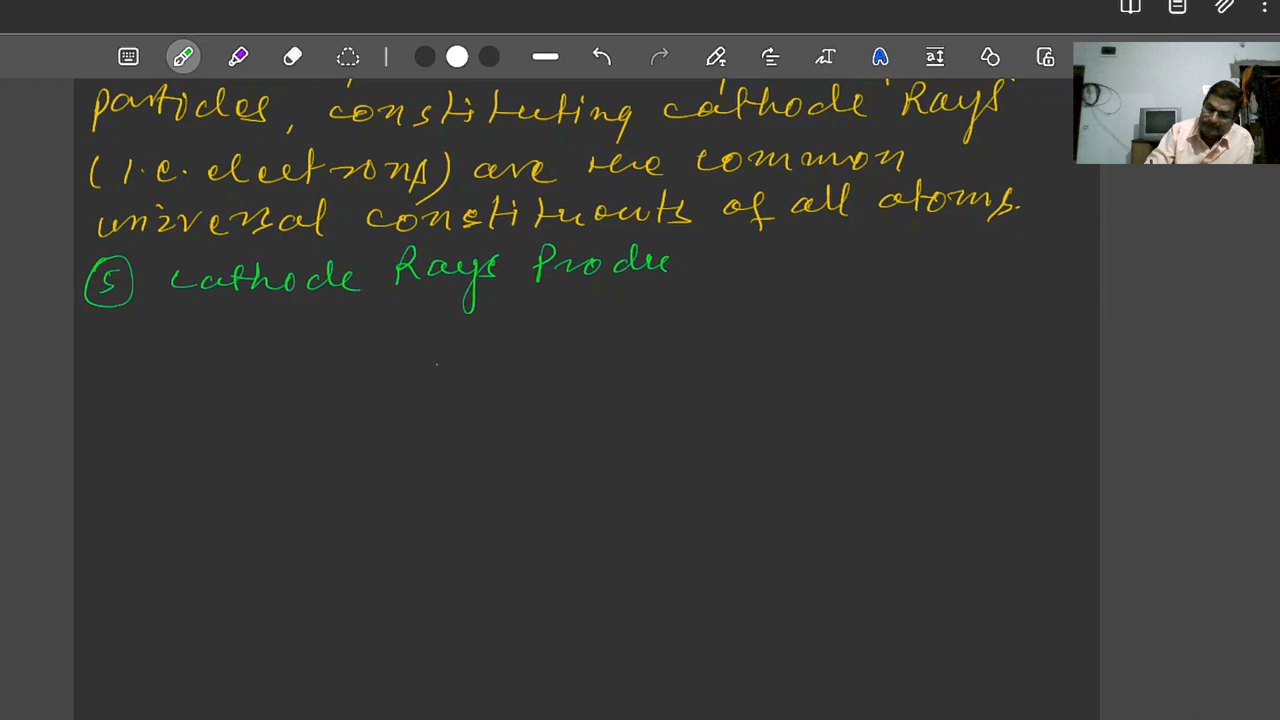 particles, constituting cathode Rays
(i.e. electrons) are the common
universal constituents of all atoms.
5 Cathode Rays Produ